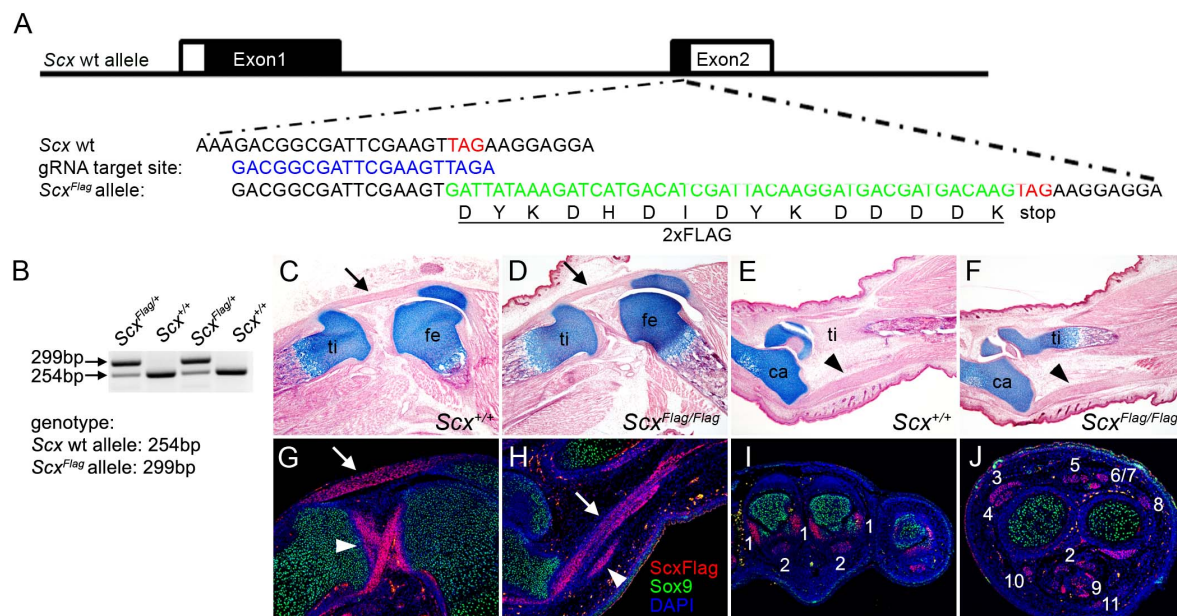 A
Scx wt allele
Exon1
Exon2
Scx wt
AAAGACGGCGATTCGAAGTTAGAAGGAGGA
gRNA target site:
GACGGCGATTCGAAGTTAGA
ScxFlag allele:
GACGGCGATTCGAAGTGATTATAAAGATCATGACATCGATTACAAGGATGACGATGACAAGTAGAAGGAGGA
D Y K D H D I D Y K D D D D K stop
2xFLAG
B
ScxFlag/+
Scx+/+
ScxFlag/+
Scx+/+
299bp
254bp
genotype:
Scx wt allele: 254bp
ScxFlag allele: 299bp
C
ti
fe
Scx+/+
D
ti
fe
ScxFlag/Flag
E
ti
ca
Scx+/+
F
ti
ca
ScxFlag/Flag
G
H
ScxFlag
Sox9
DAPI
I
1
1
1
2
2
J
3
5
6/7
8
4
2
10
9
11